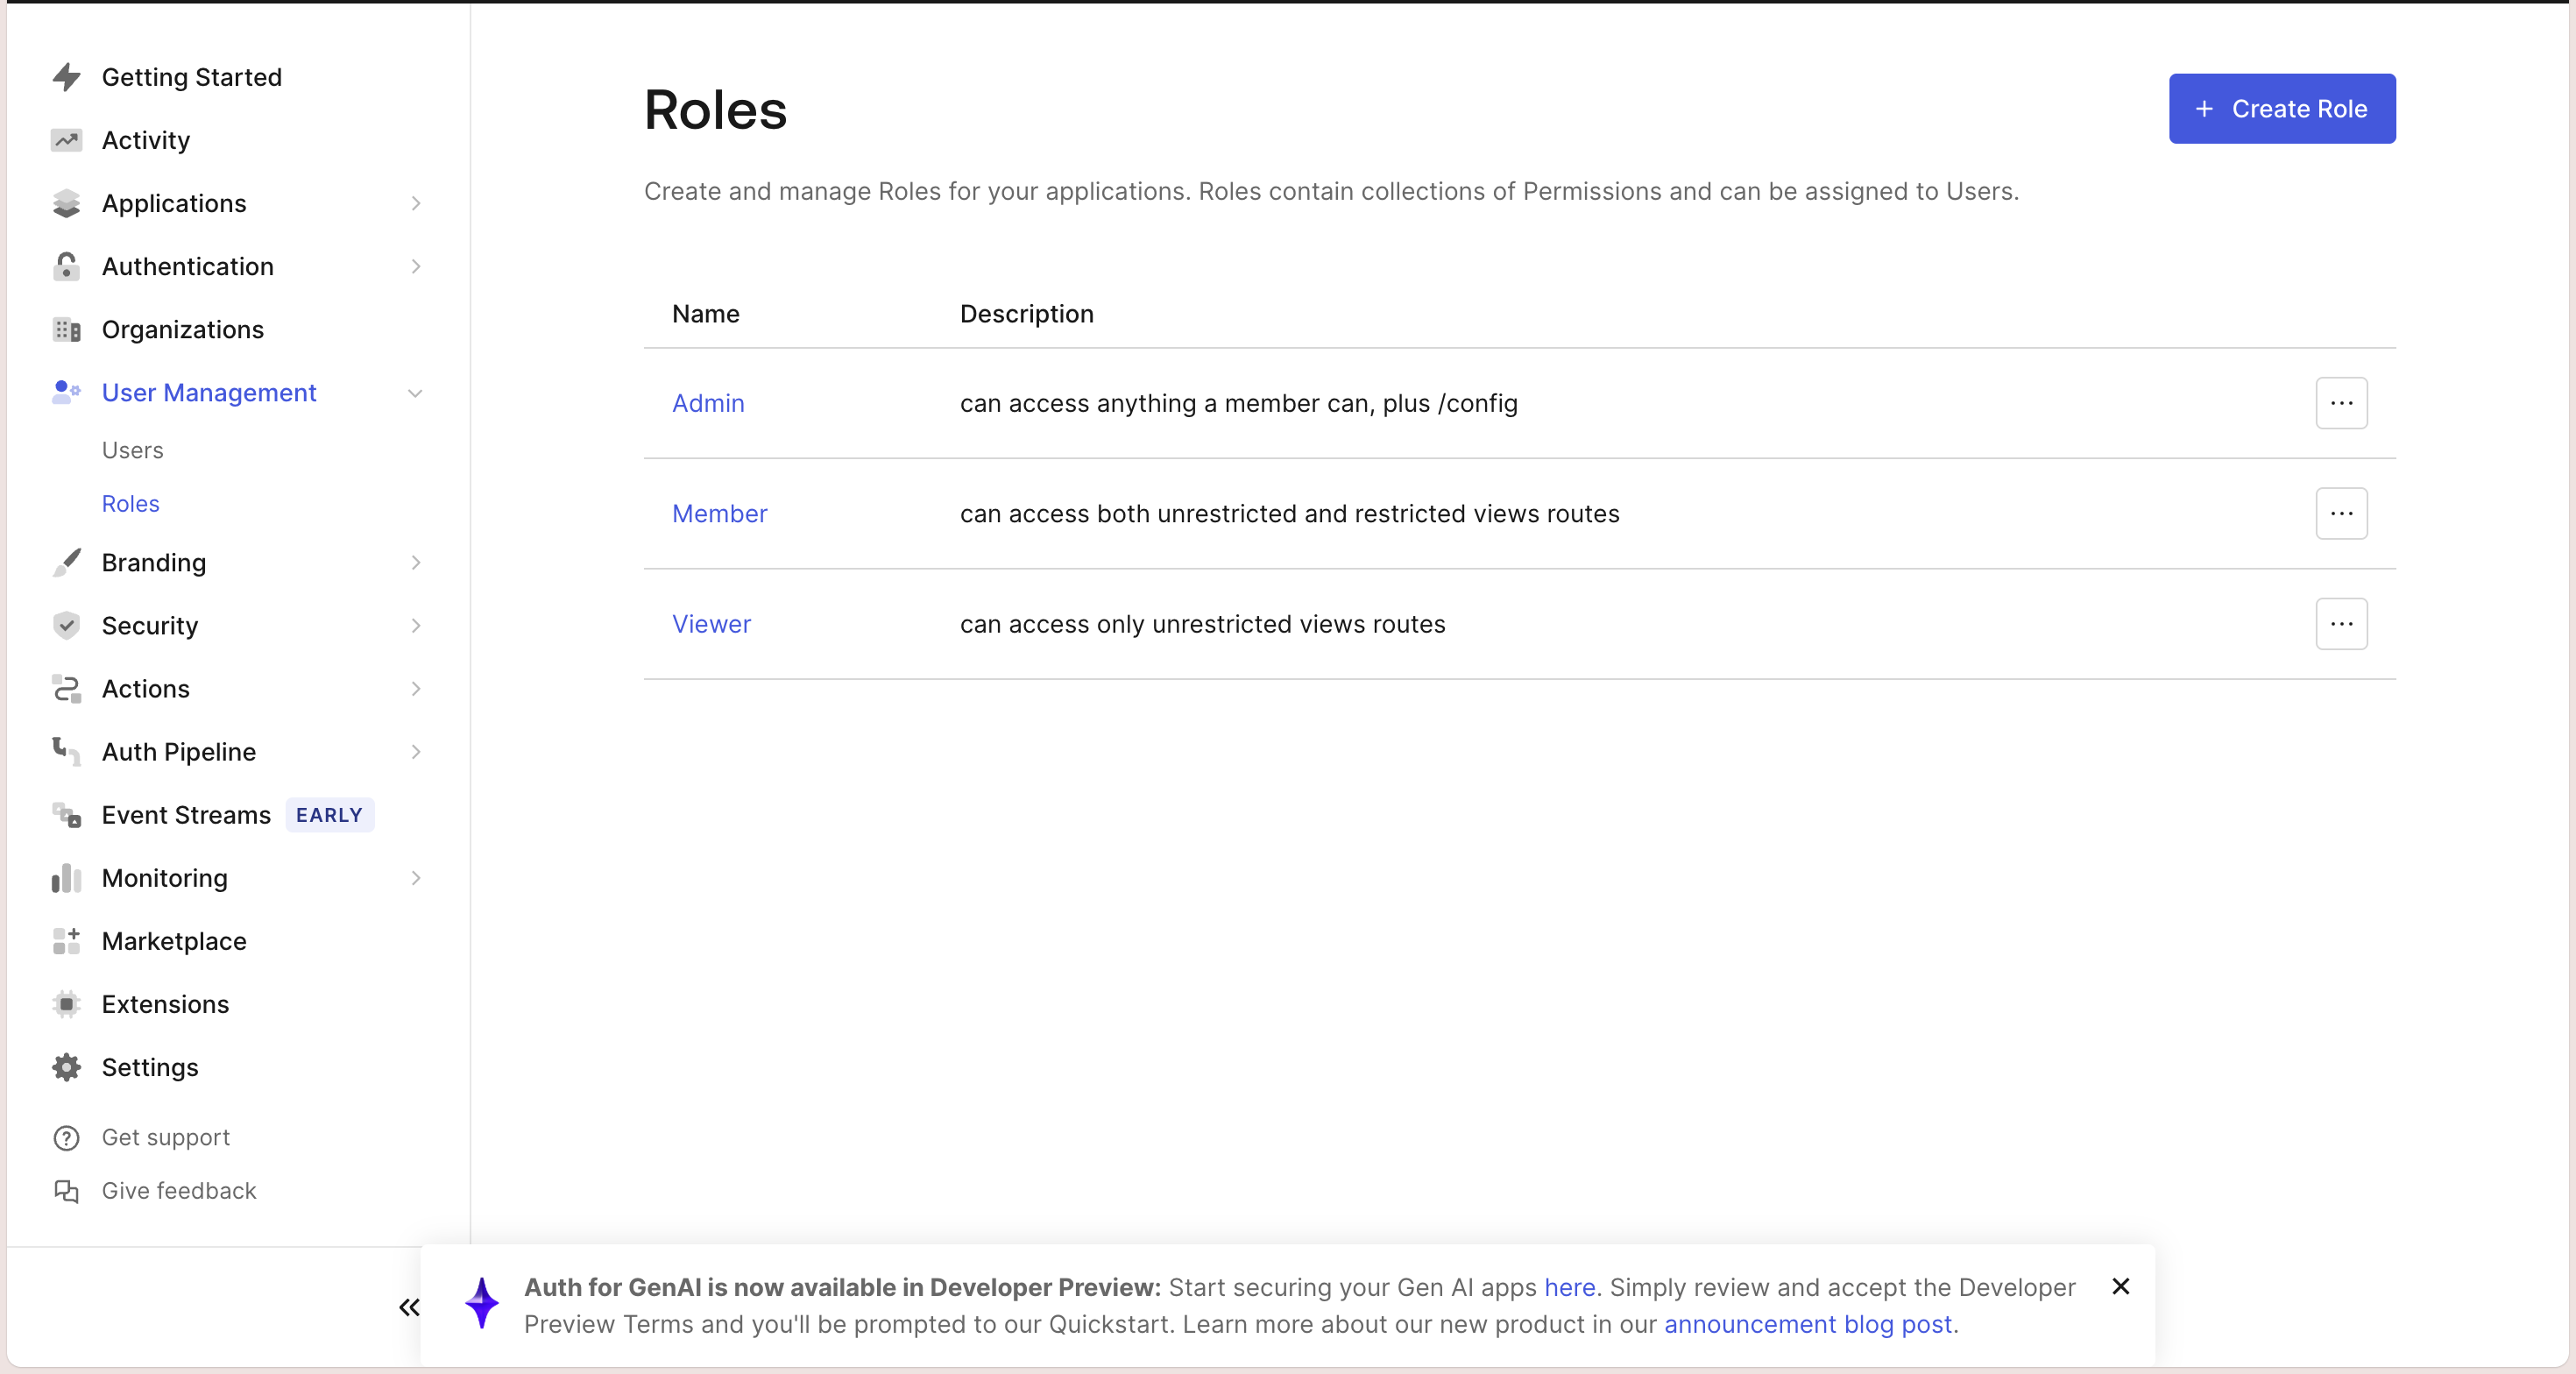 Getting Started
Activity
Applications
Authentication
Organizations
User Management
Users
Roles
Branding
Security
Actions
Auth Pipeline
Event Streams EARLY
Monitoring
Marketplace
Extensions
Settings
Get support
Give feedback
Roles
+ Create Role
Create and manage Roles for your applications. Roles contain collections of Permissions and can be assigned to Users.
Name Description
Admin can access anything a member can, plus /config
Member can access both unrestricted and restricted views routes
Viewer can access only unrestricted views routes
Auth for GenAI is now available in Developer Preview: Start securing your Gen AI apps here. Simply review and accept the Developer
Preview Terms and you'll be prompted to our Quickstart. Learn more about our new product in our announcement blog post.